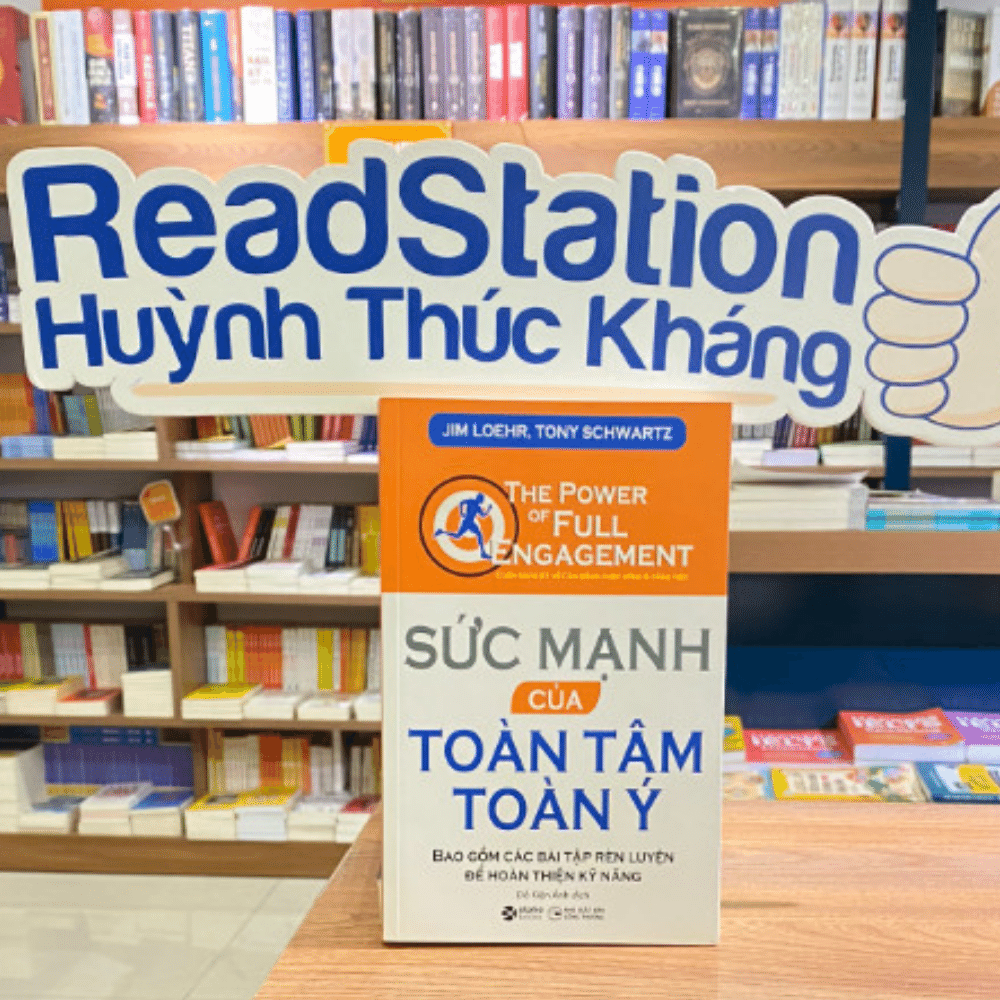 ReadStation
Huỳnh Thúc Kháng
JIM LOEHR, TONY SCHWARTZ
THE POWER
OF FULL
ENGAGEMENT
SỨC MẠNH
CỦA
TOÀN TÂM
TOÀN Ý
BAO GỒM CÁC BÀI TẬP RÈN LUYỆN
ĐỂ HOÀN THIỆN KỸ NĂNG
TITANS